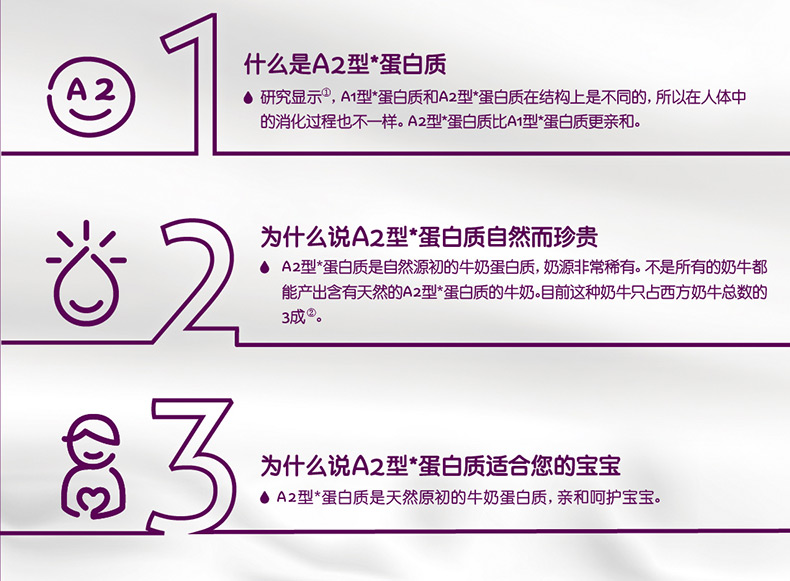 A2
1
什么是A2型*蛋白质
研究显示①，A1型*蛋白质和A2型*蛋白质在结构上是不同的，所以在人体中
的消化过程也不一样。A2型*蛋白质比A1型*蛋白质更亲和。
2
为什么说A2型*蛋白质自然而珍贵
A2型*蛋白质是自然源初的牛奶蛋白质，奶源非常稀有。不是所有的奶牛都
能产出含有天然的A2型*蛋白质的牛奶。目前这种奶牛只占西方奶牛总数的
3成②。
3
为什么说A2型*蛋白质适合您的宝宝
A2型*蛋白质是天然原初的牛奶蛋白质，亲和呵护宝宝。